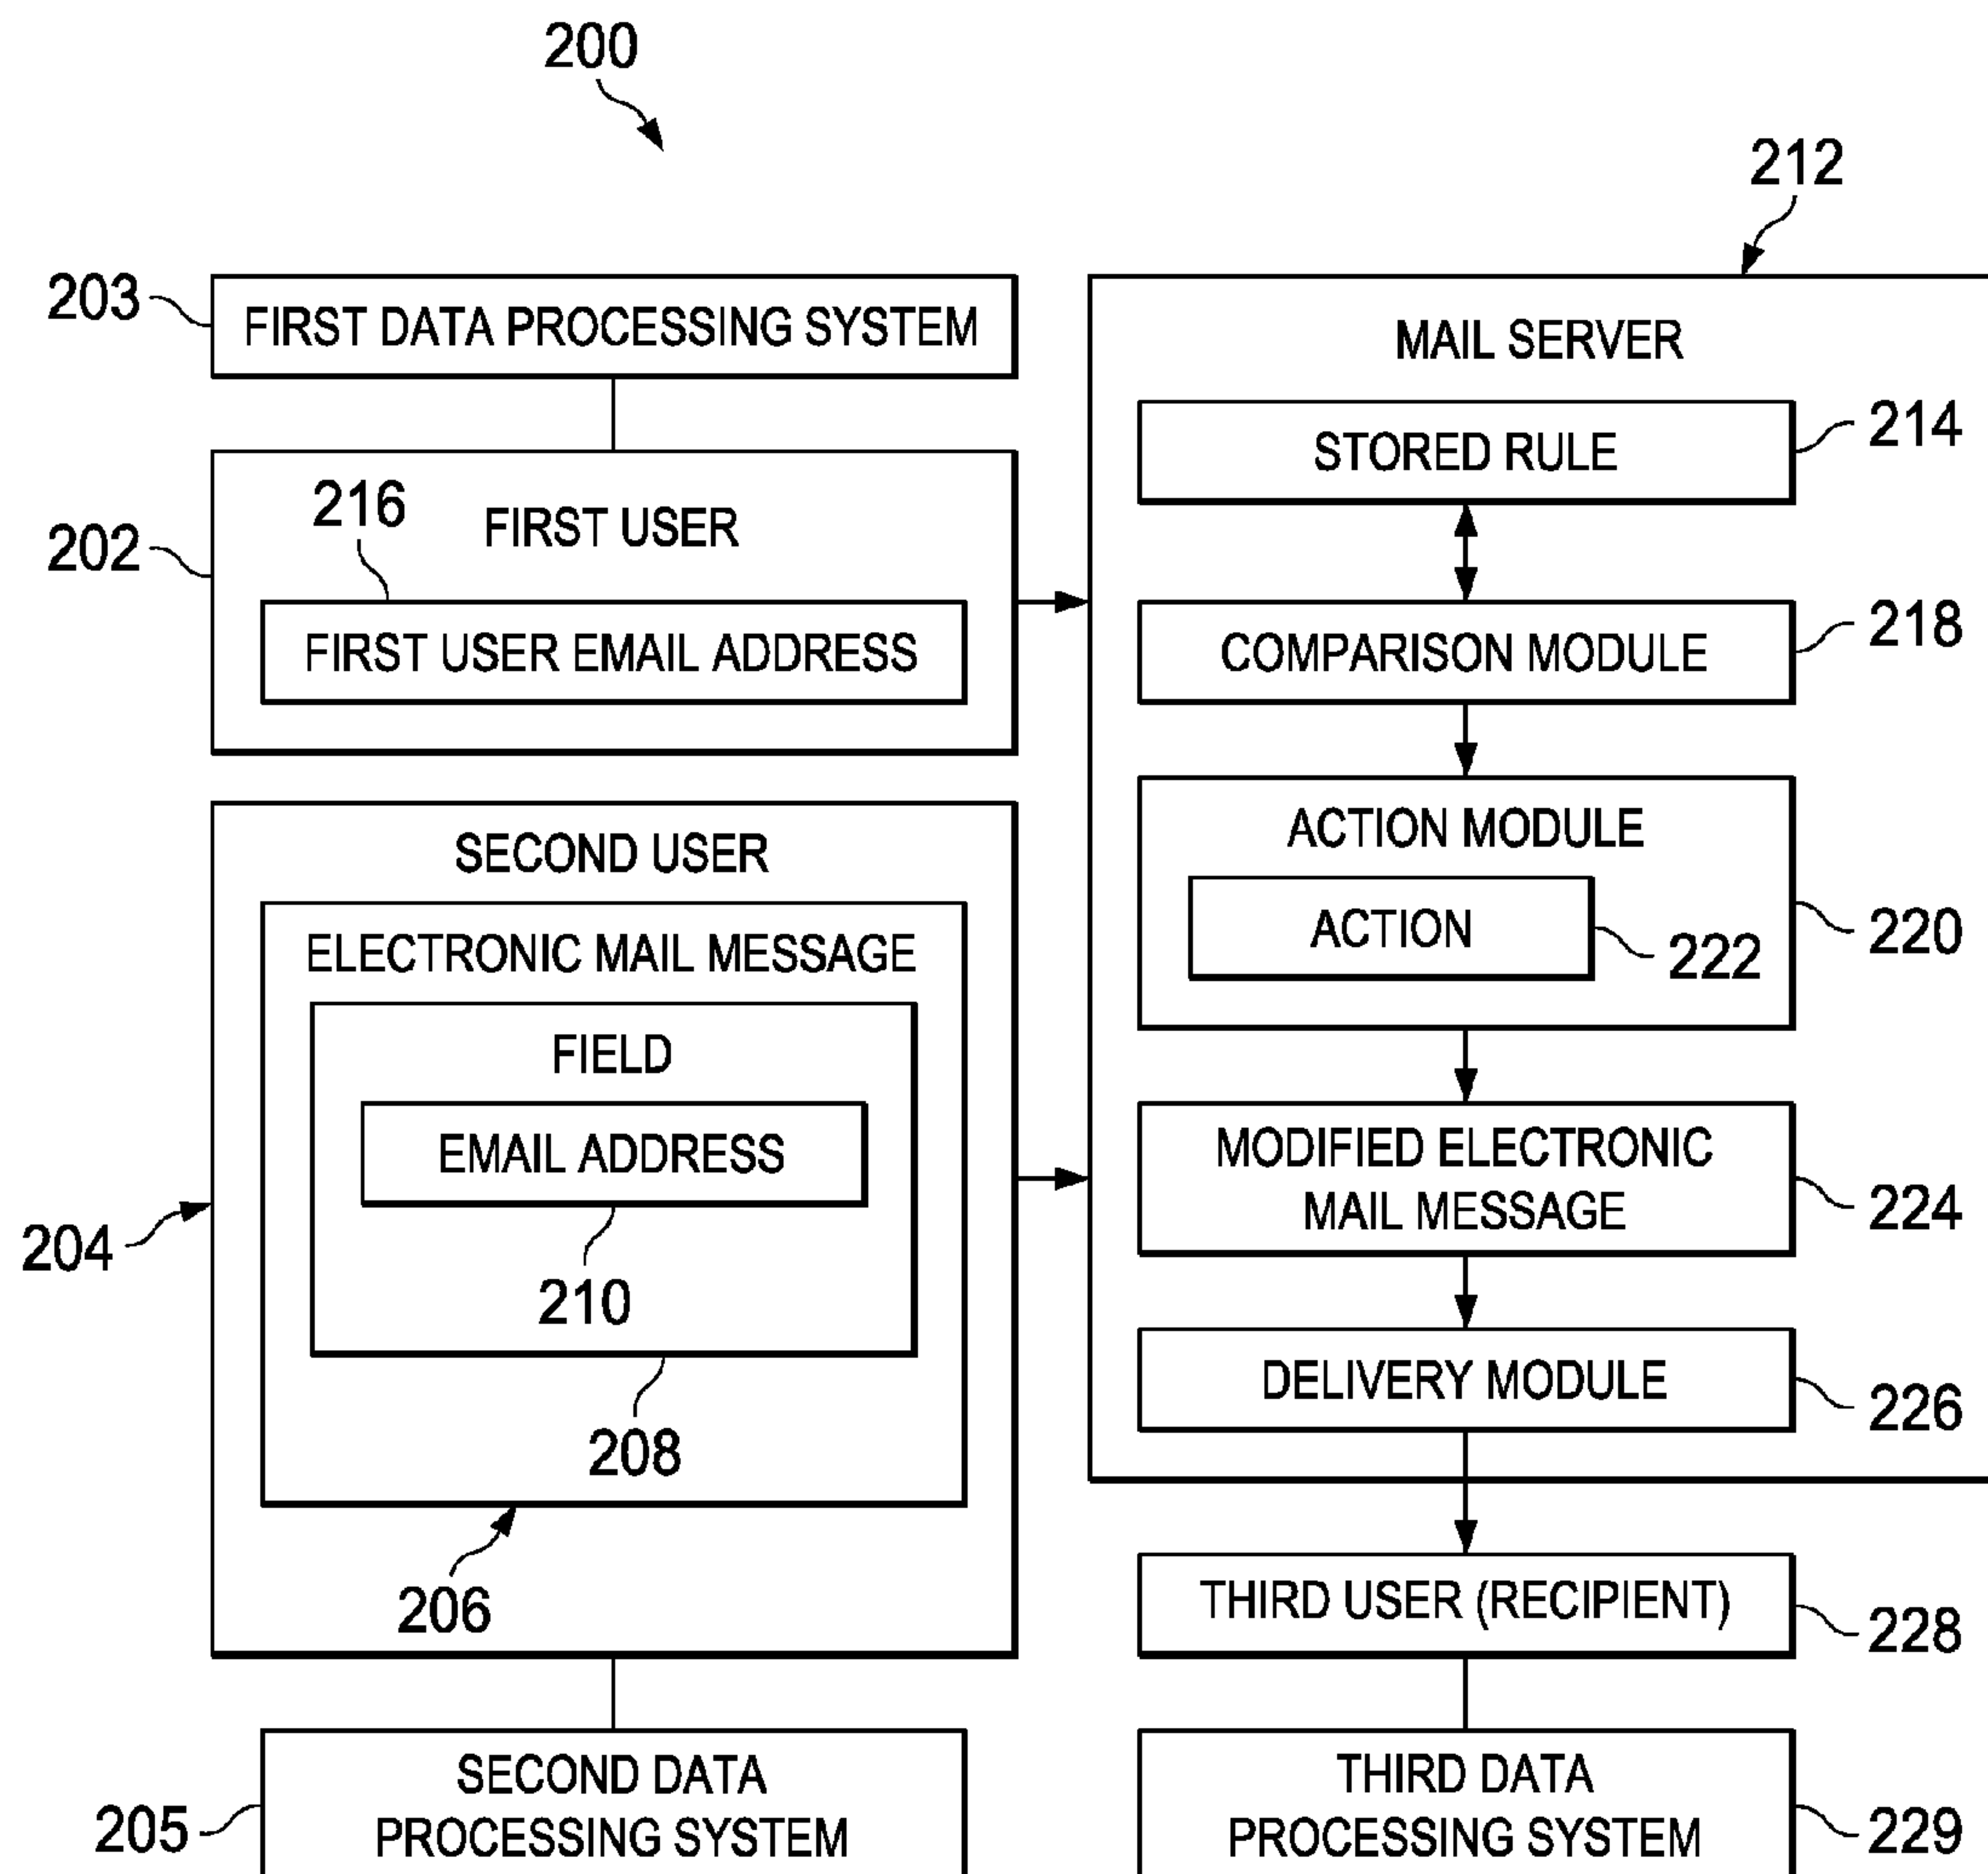 200
212
203
FIRST DATA PROCESSING SYSTEM
202
216
FIRST USER
FIRST USER EMAIL ADDRESS
SECOND USER
ELECTRONIC MAIL MESSAGE
FIELD
EMAIL ADDRESS
204
210
208
206
SECOND DATA
PROCESSING SYSTEM
205
MAIL SERVER
STORED RULE
214
COMPARISON MODULE
218
ACTION MODULE
ACTION
222
220
MODIFIED ELECTRONIC
MAIL MESSAGE
224
DELIVERY MODULE
226
THIRD USER (RECIPIENT)
228
THIRD DATA
PROCESSING SYSTEM
229